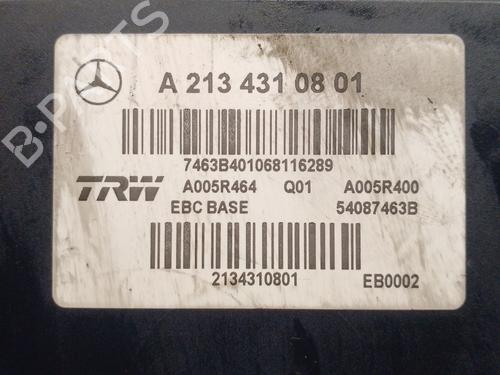 A 213 431 08 01
7463B401068116289
TRW A005R464 Q01 A005R400
EBC BASE 54087463B
2134310801 EB0002
B-PARTS